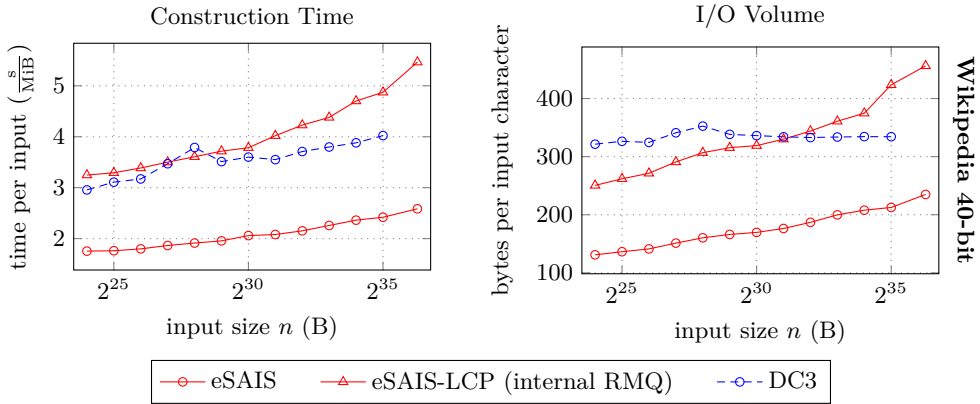 Construction Time
I/O Volume
time per input (s/MiB)
5
4
3
2
2^25
2^30
2^35
input size n (B)
bytes per input character
400
300
200
100
2^25
2^30
2^35
input size n (B)
Wikipedia 40-bit
eSAIS
eSAIS-LCP (internal RMQ)
DC3